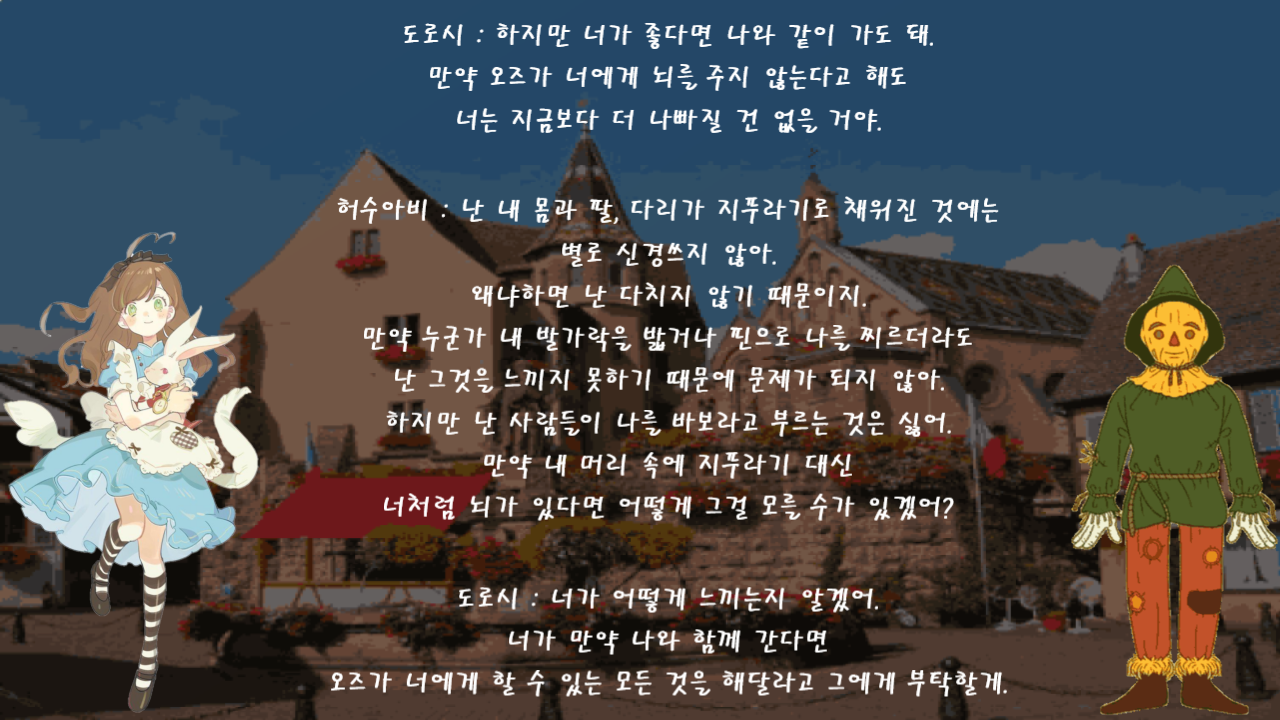 도로시 : 하지만 너가 좋다면 나와 같이 가도 돼.
만약 오즈가 너에게 뇌를 주지 않는다고 해도
너는 지금보다 더 나빠질 건 없을 거야.
허수아비 : 난 내 몸과 팔, 다리가 지푸라기로 채워진 것에는
별로 신경쓰지 않아.
왜냐하면 난 다치지 않기 때문이지.
만약 누군가 내 발가락을 밟거나 핀으로 나를 찌르더라도
난 그것을 느끼지 못하기 때문에 문제가 되지 않아.
하지만 난 사람들이 나를 바보라고 부르는 것은 싫어.
만약 내 머리 속에 지푸라기 대신
너처럼 뇌가 있다면 어떻게 그걸 모를 수가 있겠어?
도로시 : 너가 어떻게 느끼는지 알겠어.
너가 만약 나와 함께 간다면
오즈가 너에게 할 수 있는 모든 것을 해달라고 그에게 부탁할게.